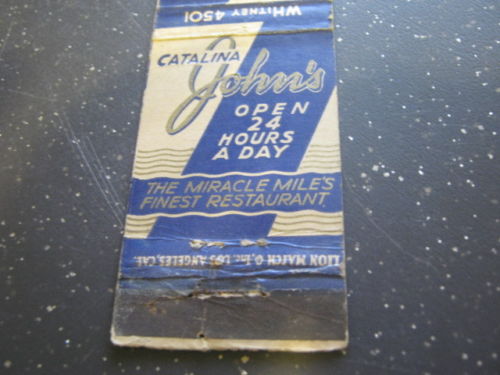 WHITNEY 4501
CATALINA
John's
OPEN
24
HOURS
A DAY
THE MIRACLE MILE'S
FINEST RESTAURANT
LION MATCH O. Inc. LOS ANGELES, CAL.